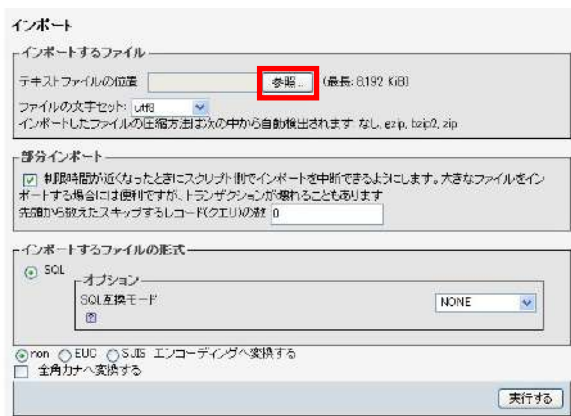 インポート
インポートするファイル
テキストファイルの位置 参照... (最長: 8,192 KiB)
ファイルの文字セット: utf8
インポートしたファイルの圧縮方法は次の中から自動検出されます なし, gzip, bzip2, zip
部分インポート
制限時間が近くなったときにスクリプト側でインポートを中断できるようにします。大きなファイルをイン
ポートする場合には便利ですが、トランザクションが壊れることもあります
先頭から数えたスキップするレコード(クエリ)の数 0
インポートするファイルの形式
SQL
オプション
SQL互換モード NONE
non EUC SJIS エンコーディングへ変換する
全角カナへ変換する
実行する